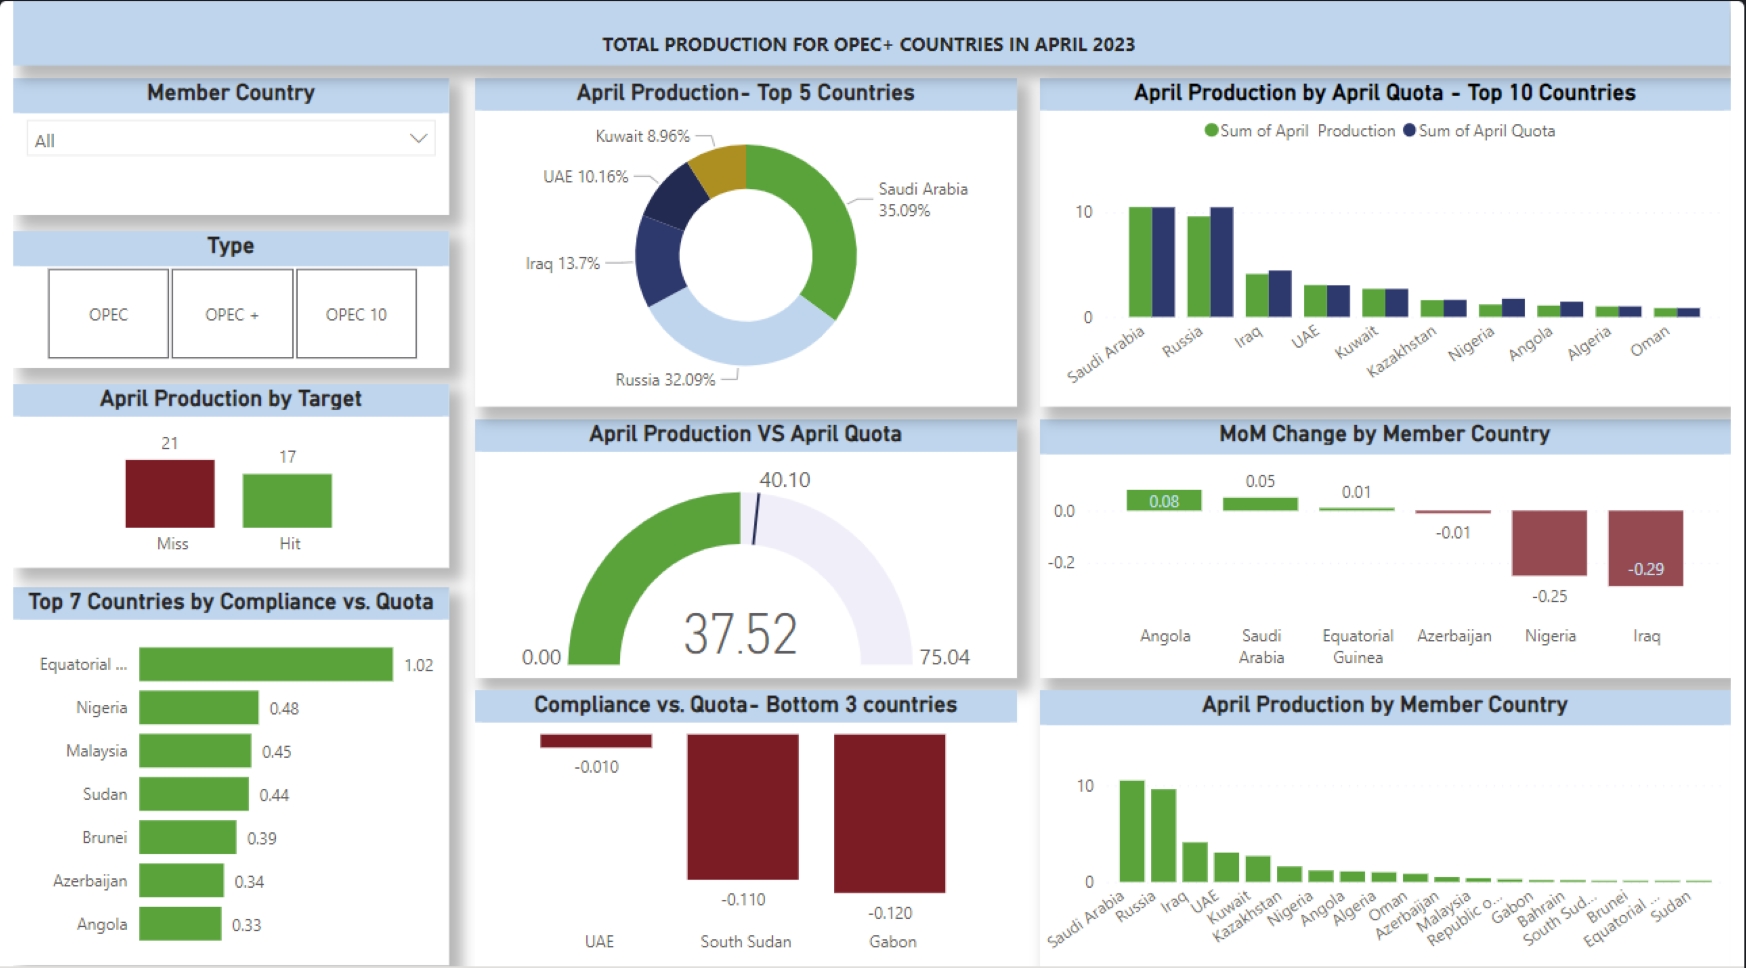 TOTAL PRODUCTION FOR OPEC+ COUNTRIES IN APRIL 2023
Member Country
All
Type
OPEC
OPEC +
OPEC 10
April Production by Target
21
17
Miss
Hit
Top 7 Countries by Compliance vs. Quota
Equatorial ... 1.02
Nigeria 0.48
Malaysia 0.45
Sudan 0.44
Brunei 0.39
Azerbaijan 0.34
Angola 0.33
April Production- Top 5 Countries
Kuwait 8.96%
UAE 10.16%
Saudi Arabia
35.09%
Iraq 13.7%
Russia 32.09%
April Production VS April Quota
40.10
37.52
0.00
75.04
Compliance vs. Quota- Bottom 3 countries
-0.010
-0.110
-0.120
UAE
South Sudan
Gabon
April Production by April Quota - Top 10 Countries
Sum of April Production
Sum of April Quota
10
0
Saudi Arabia
Russia
Iraq
UAE
Kuwait
Kazakhstan
Nigeria
Angola
Algeria
Oman
MoM Change by Member Country
0.0
-0.2
0.08
0.05
0.01
-0.01
-0.25
-0.29
Angola
Saudi
Arabia
Equatorial
Guinea
Azerbaijan
Nigeria
Iraq
April Production by Member Country
10
0
Saudi Arabia
Russia
Iraq
UAE
Kuwait
Kazakhstan
Nigeria
Angola
Algeria
Oman
Azerbaijan
Malaysia
Republic o...
Gabon
Bahrain
South Sud...
Brunei
Equatorial ...
Sudan